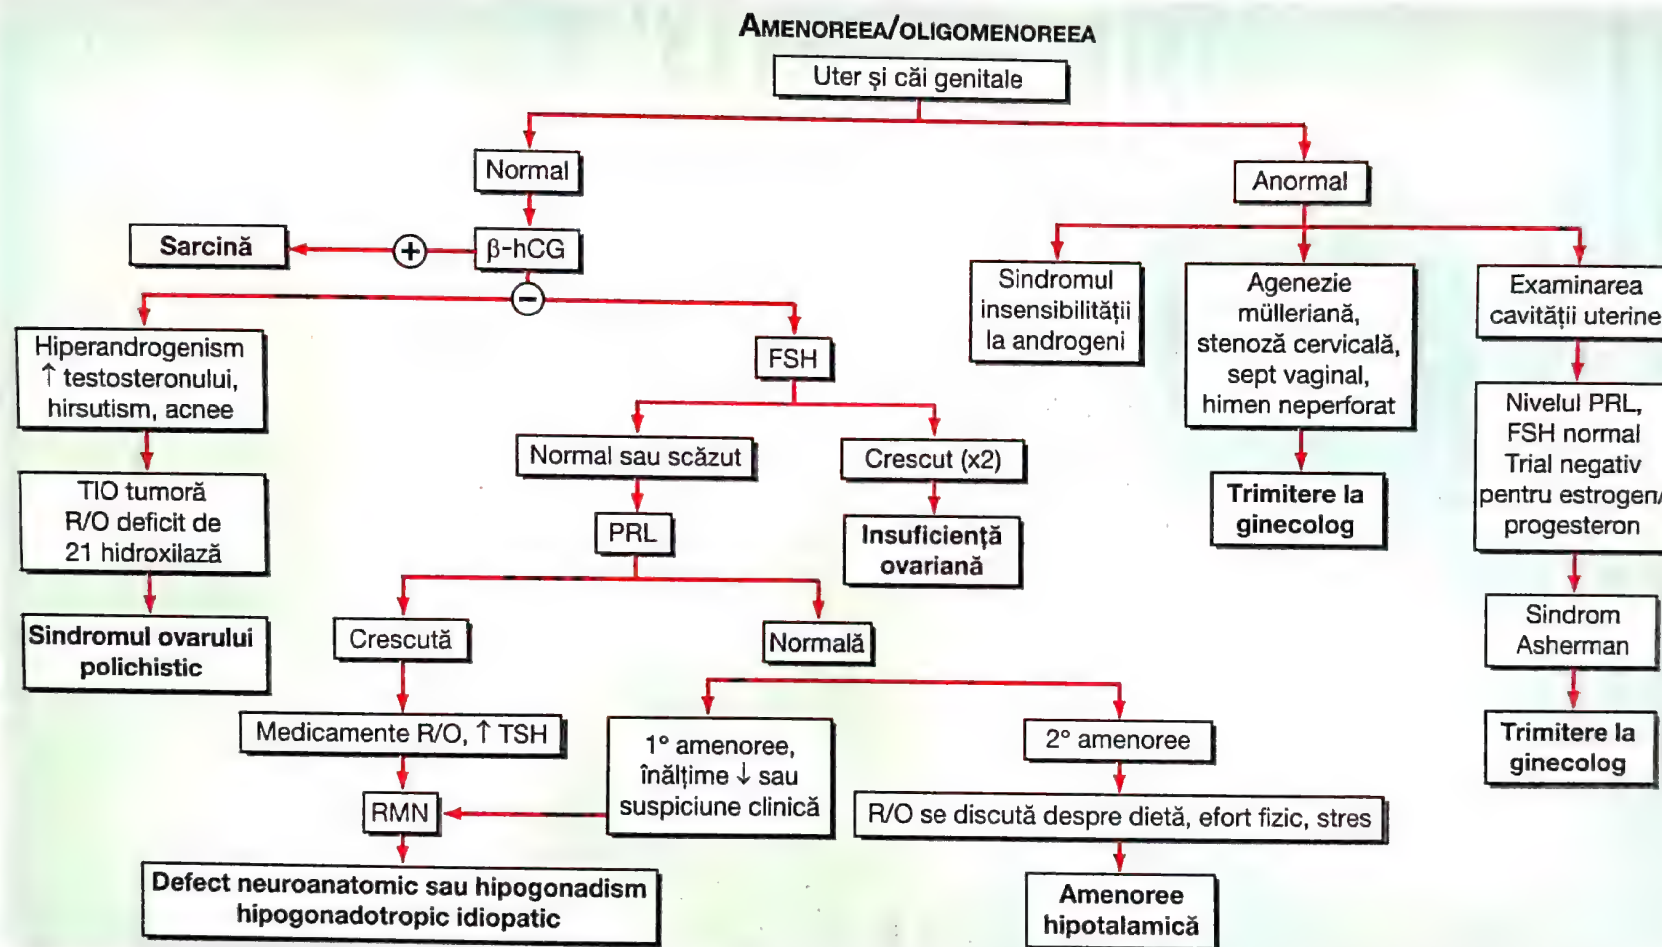 AMENOREEA/OLIGOMENOREEA
Uter și căi genitale
Normal
Anormal
Sarcină
+
β-hCG
−
Hiperandrogenism
↑ testosteronului,
hirsutism, acnee
FSH
Sindromul
insensibilității
la androgeni
Agenezie
mülleriană,
stenoză cervicală,
sept vaginal,
himen neperforat
Examinarea
cavității uterine
Normal sau scăzut
Crescut (x2)
Nivelul PRL,
FSH normal
Trial negativ
pentru estrogen/
progesteron
TIO tumoră
R/O deficit de
21 hidroxilază
PRL
Insuficiență
ovariană
Trimitere la
ginecolog
Sindromul ovarului
polichistic
Crescută
Normală
Sindrom
Asherman
Medicamente R/O, ↑ TSH
1° amenoree,
înălțime ↓ sau
suspiciune clinică
2° amenoree
Trimitere la
ginecolog
RMN
R/O se discută despre dietă, efort fizic, stres
Defect neuroanatomic sau hipogonadism
hipogonadotropic idiopatic
Amenoree
hipotalamică